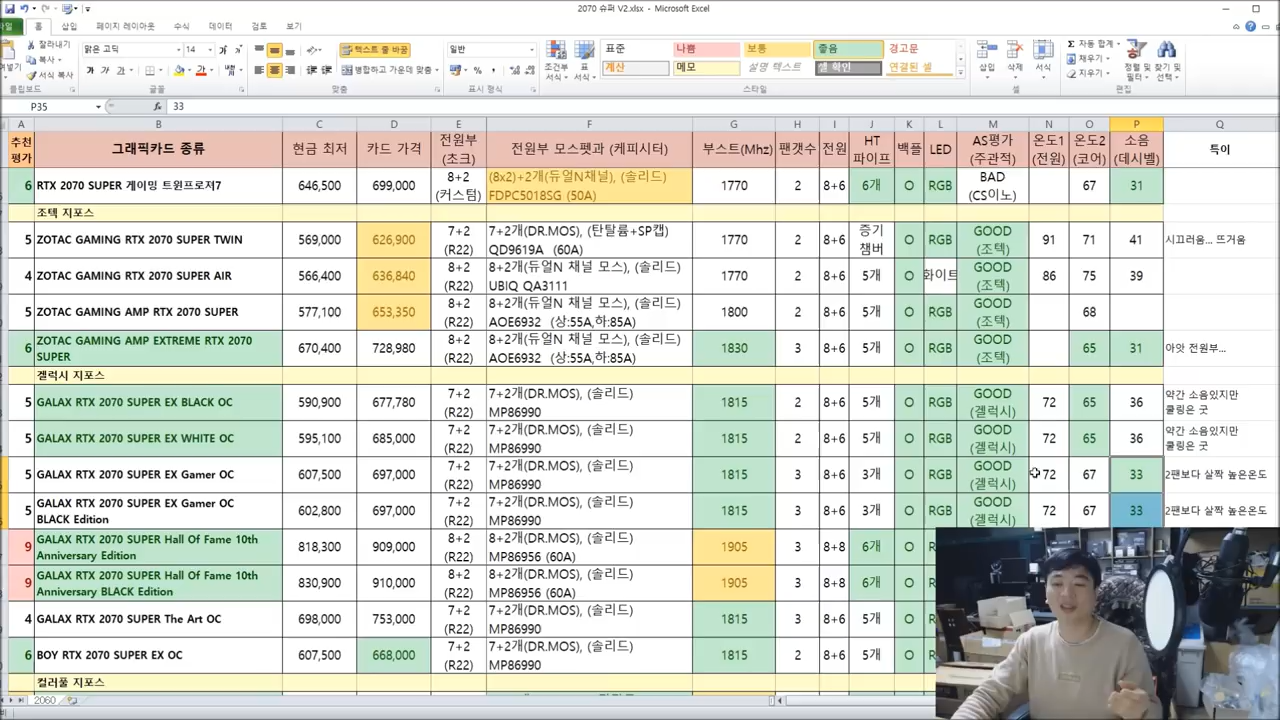 2070 슈퍼 V2.xlsx - Microsoft Excel
파일 홈 삽입 페이지 레이아웃 수식 데이터 검토 보기
잘라내기
복사
서식 복사
붙여넣기
맑은 고딕 14
텍스트 줄 바꿈
병합하고 가운데 맞춤
일반
조건부 서식 표 서식
표준 나쁨 보통 좋음 경고문
계산 메모 설명 텍스트 셀 확인 연결된 셀
삽입 삭제 서식
자동 합계
채우기
지우기
정렬 및 필터 찾기 및 선택
클립보드 글꼴 맞춤 표시 형식 스타일 셀 편집
P35 fx 33
A B C D E F G H I J K L M N O P Q
추천 평가 그래픽카드 종류 현금 최저 카드 가격 전원부 (초크) 전원부 모스펫과 (케피시터) 부스트(Mhz) 팬갯수 전원 HT 파이프 백플 LED AS평가 (주관적) 온도1 (전원) 온도2 (코어) 소음 (데시벨) 특이
6 RTX 2070 SUPER 게이밍 트윈프로져7 646,500 699,000 8+2 (커스텀) (8x2)+2개(듀얼N채널), (솔리드) FDPC5018SG (50A) 1770 2 8+6 6개 O RGB BAD (CS이노) 67 31
조텍 지포스
5 ZOTAC GAMING RTX 2070 SUPER TWIN 569,000 626,900 7+2 (R22) 7+2개(DR.MOS), (탄탈륨+SP캡) QD9619A (60A) 1770 2 8+6 증기 챔버 O RGB GOOD (조텍) 91 71 41 시끄러움... 뜨거움
4 ZOTAC GAMING RTX 2070 SUPER AIR 566,400 636,840 8+2 (R22) 8+2개(듀얼N 채널 모스), (솔리드) UBIQ QA3111 1770 2 8+6 5개 O 화이트 GOOD (조텍) 86 75 39
5 ZOTAC GAMING AMP RTX 2070 SUPER 577,100 653,350 8+2 (R22) 8+2개(듀얼N 채널 모스), (솔리드) AOE6932 (상:55A,하:85A) 1800 2 8+6 5개 O RGB GOOD (조텍) 68
6 ZOTAC GAMING AMP EXTREME RTX 2070 SUPER 670,400 728,980 8+2 (R22) 8+2개(듀얼N 채널 모스), (솔리드) AOE6932 (상:55A,하:85A) 1830 3 8+6 5개 O RGB GOOD (조텍) 65 31 아앗 전원부...
겔럭시 지포스
5 GALAX RTX 2070 SUPER EX BLACK OC 590,900 677,780 7+2 (R22) 7+2개(DR.MOS), (솔리드) MP86990 1815 2 8+6 5개 O RGB GOOD (겔럭시) 72 65 36 약간 소음있지만 쿨링은 굿
5 GALAX RTX 2070 SUPER EX WHITE OC 595,100 685,000 7+2 (R22) 7+2개(DR.MOS), (솔리드) MP86990 1815 2 8+6 5개 O RGB GOOD (겔럭시) 72 65 36 약간 소음있지만 쿨링은 굿
5 GALAX RTX 2070 SUPER EX Gamer OC 607,500 697,000 7+2 (R22) 7+2개(DR.MOS), (솔리드) MP86990 1815 3 8+6 3개 O RGB GOOD (겔럭시) 72 67 33 2팬보다 살짝 높은온도
5 GALAX RTX 2070 SUPER EX Gamer OC BLACK Edition 602,800 697,000 7+2 (R22) 7+2개(DR.MOS), (솔리드) MP86990 1815 3 8+6 3개 O RGB GOOD (겔럭시) 72 67 33 2팬보다 살짝 높은온도
9 GALAX RTX 2070 SUPER Hall Of Fame 10th Anniversary Edition 818,300 909,000 8+2 (R22) 8+2개(DR.MOS), (솔리드) MP86956 (60A) 1905 3 8+8 6개 O
9 GALAX RTX 2070 SUPER Hall Of Fame 10th Anniversary BLACK Edition 830,900 910,000 8+2 (R22) 8+2개(DR.MOS), (솔리드) MP86956 (60A) 1905 3 8+8 6개 O
4 GALAX RTX 2070 SUPER The Art OC 698,000 753,000 7+2 (R22) 7+2개(DR.MOS), (솔리드) MP86990 1815 3 8+6 5개 O
6 BOY RTX 2070 SUPER EX OC 607,500 668,000 7+2 (R22) 7+2개(DR.MOS), (솔리드) MP86990 1815 2 8+6 5개 O
컬러풀 지포스
2060